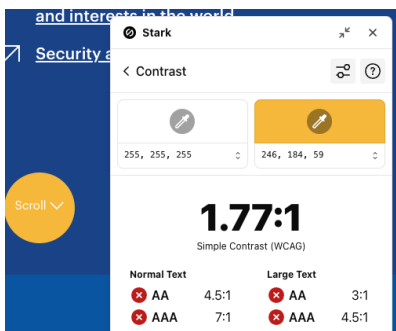 and interests in the world
Security a
Stark
Contrast
?
255, 255, 255
246, 184, 59
Scroll
1.77:1
Simple Contrast (WCAG)
Normal Text
Large Text
AA 4.5:1
AA 3:1
AAA 7:1
AAA 4.5:1